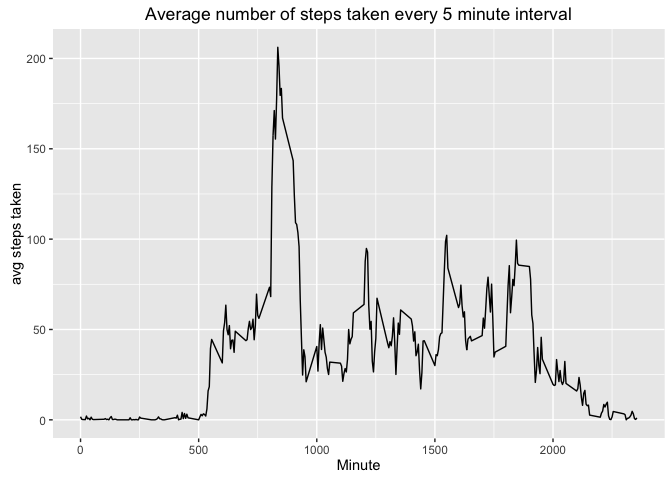 Average number of steps taken every 5 minute interval
avg steps taken
200
150
100
50
0
0 500 1000 1500 2000
Minute